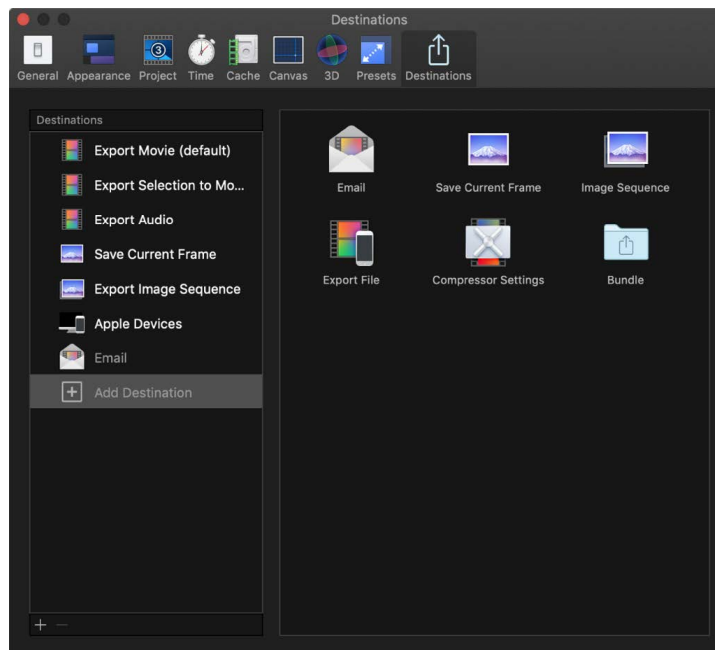 Destinations
General Appearance Project Time Cache Canvas 3D Presets Destinations
Destinations
Export Movie (default)
Export Selection to Mo...
Export Audio
Save Current Frame
Export Image Sequence
Apple Devices
Email
Add Destination
Email Save Current Frame Image Sequence
Export File Compressor Settings Bundle